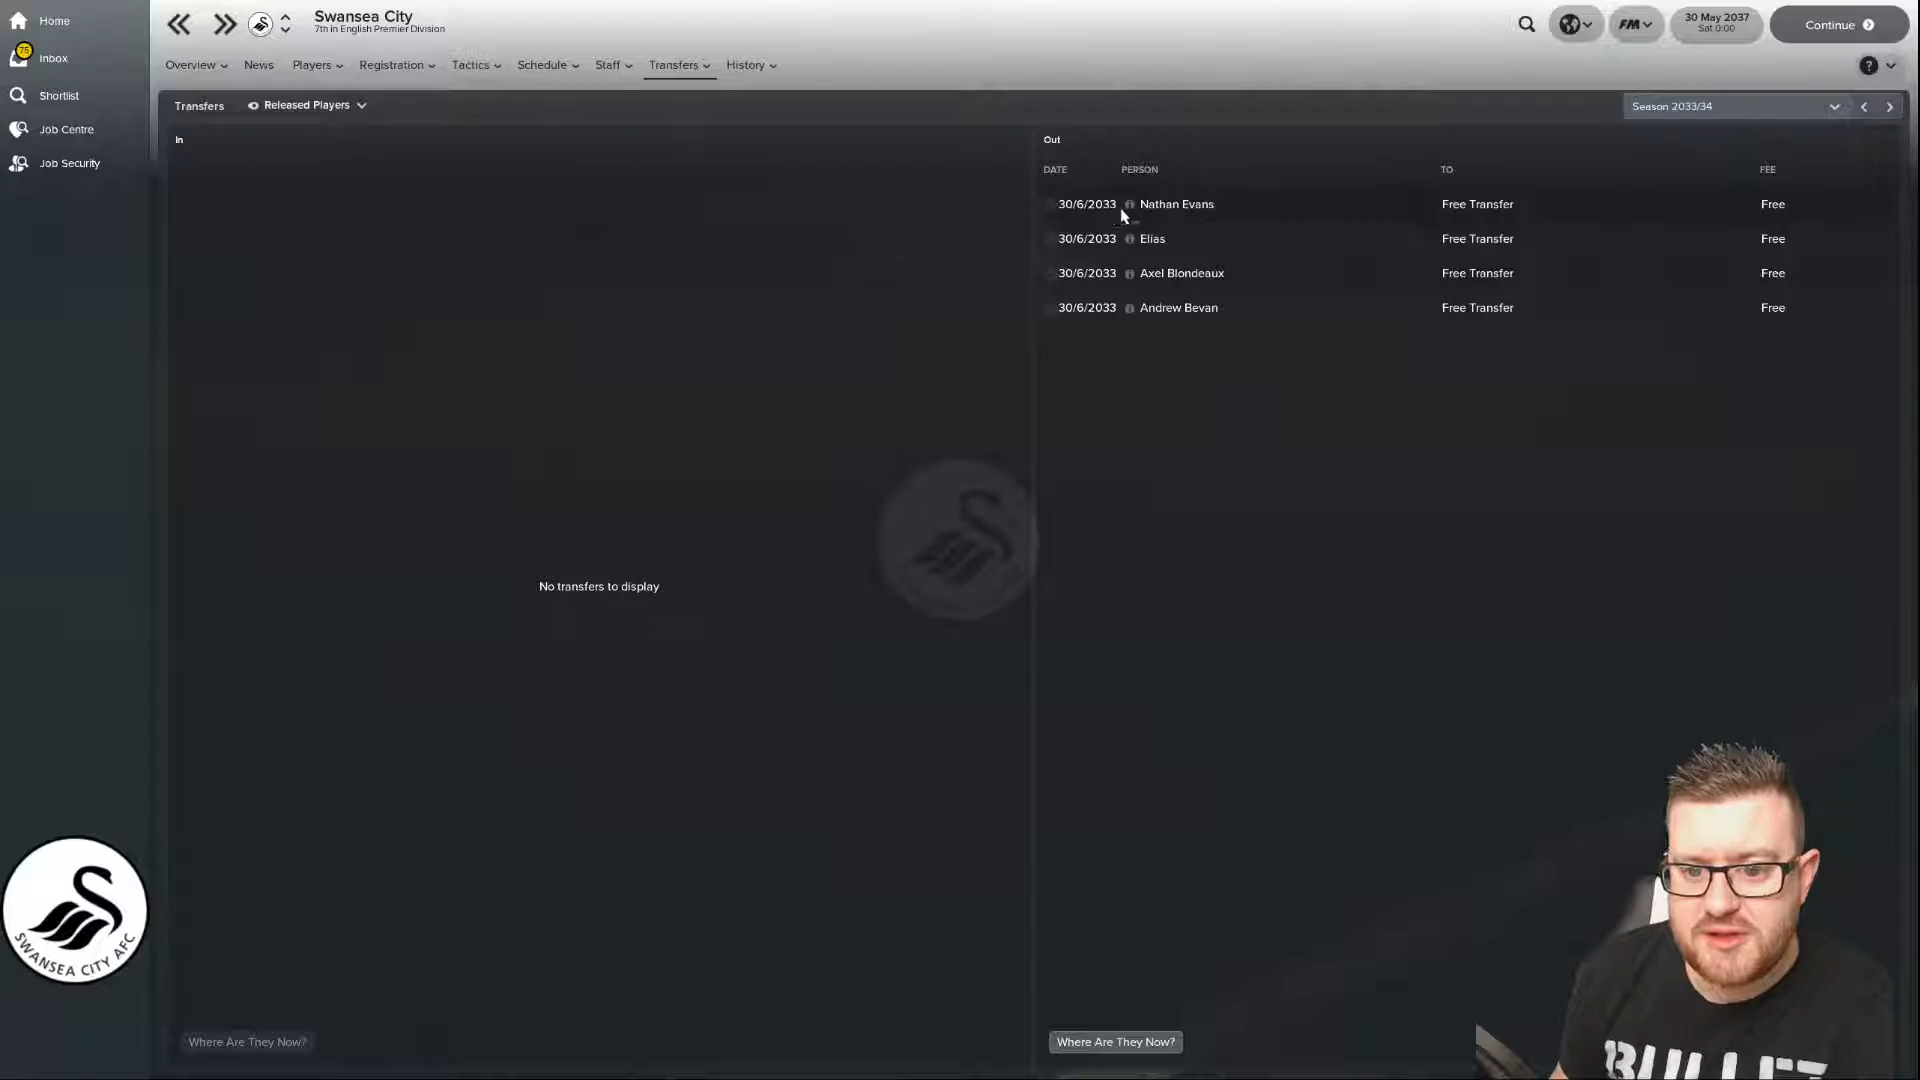 Home
75
Inbox
Shortlist
Job Centre
Job Security
Swansea City
7th in English Premier Division
FM
30 May 2037
Sat 0:00
Continue
Overview
News
Players
Registration
Tactics
Schedule
Staff
Transfers
History
?
Transfers
Released Players
Season 2033/34
In
No transfers to display
Where Are They Now?
Out
DATE PERSON TO FEE
30/6/2033 Nathan Evans Free Transfer Free
30/6/2033 Elias Free Transfer Free
30/6/2033 Axel Blondeaux Free Transfer Free
30/6/2033 Andrew Bevan Free Transfer Free
Where Are They Now?
SWANSEA CITY AFC